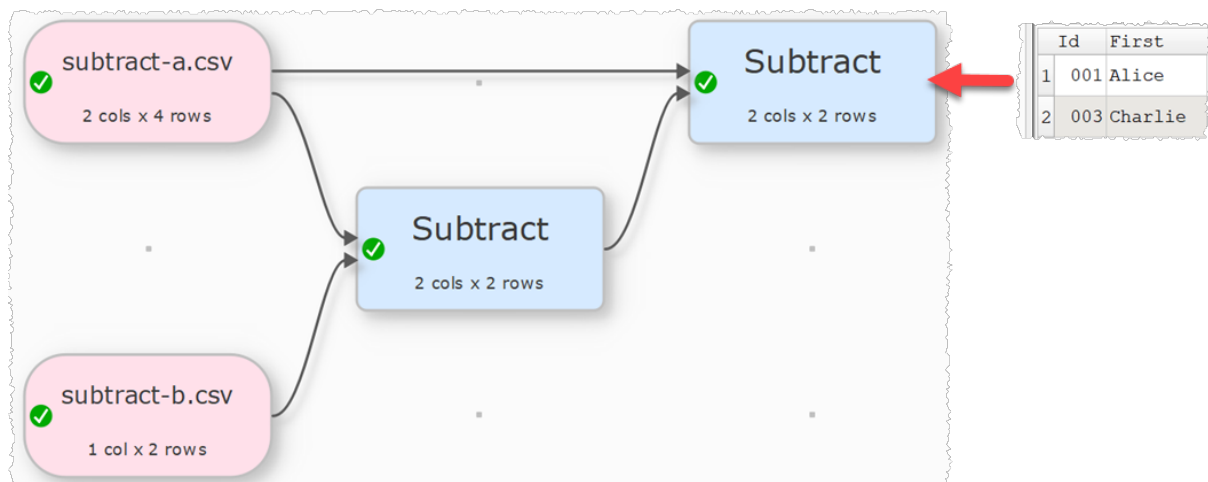 subtract-a.csv
2 cols x 4 rows
Subtract
2 cols x 2 rows
Id First
1 001 Alice
2 003 Charlie
Subtract
2 cols x 2 rows
subtract-b.csv
1 col x 2 rows